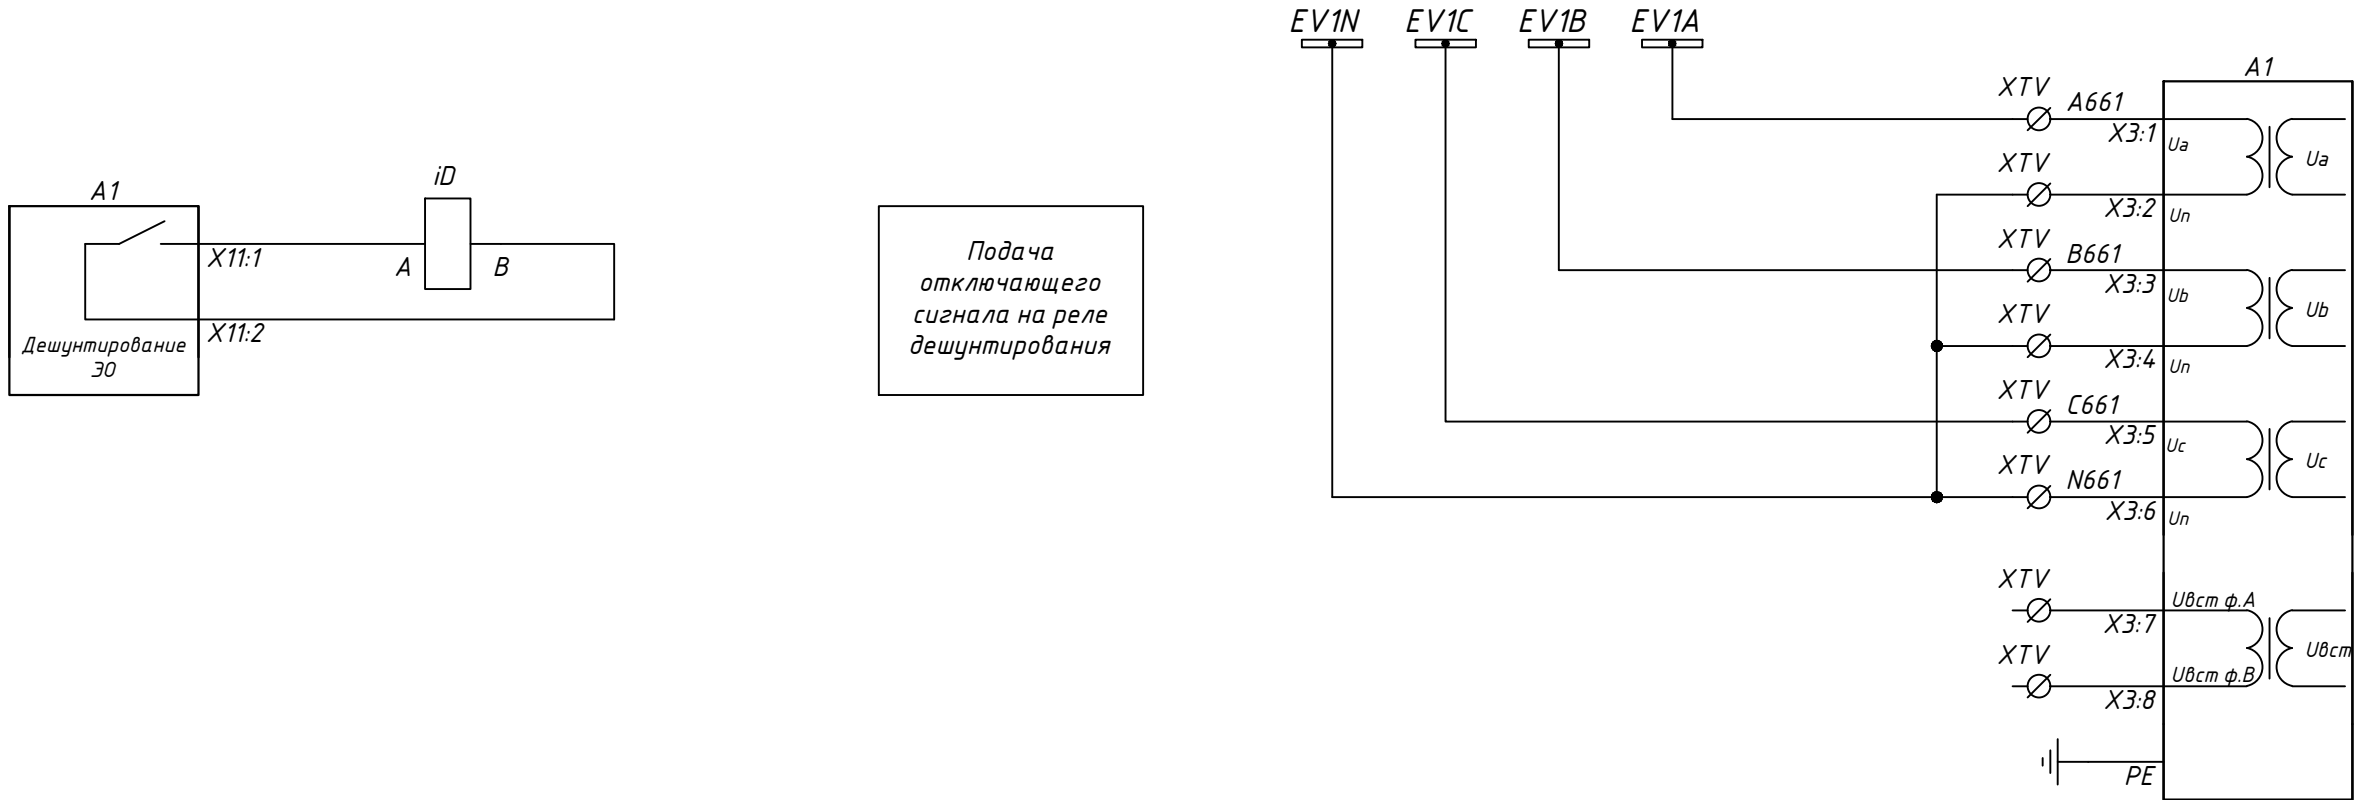 A1
X11:1
X11:2
Дешунтирование
ЭО
iD
A
B
Подача
отключающего
сигнала на реле
дешунтирования
EV1N
EV1C
EV1B
EV1A
A1
XTV
A661
X3:1
Ua
Ua
XTV
X3:2
Un
XTV
B661
X3:3
Ub
Ub
XTV
X3:4
Un
XTV
C661
X3:5
Uc
Uc
XTV
N661
X3:6
Un
XTV
Uвст ф.A
X3:7
Uвст
XTV
Uвст ф.B
X3:8
PE